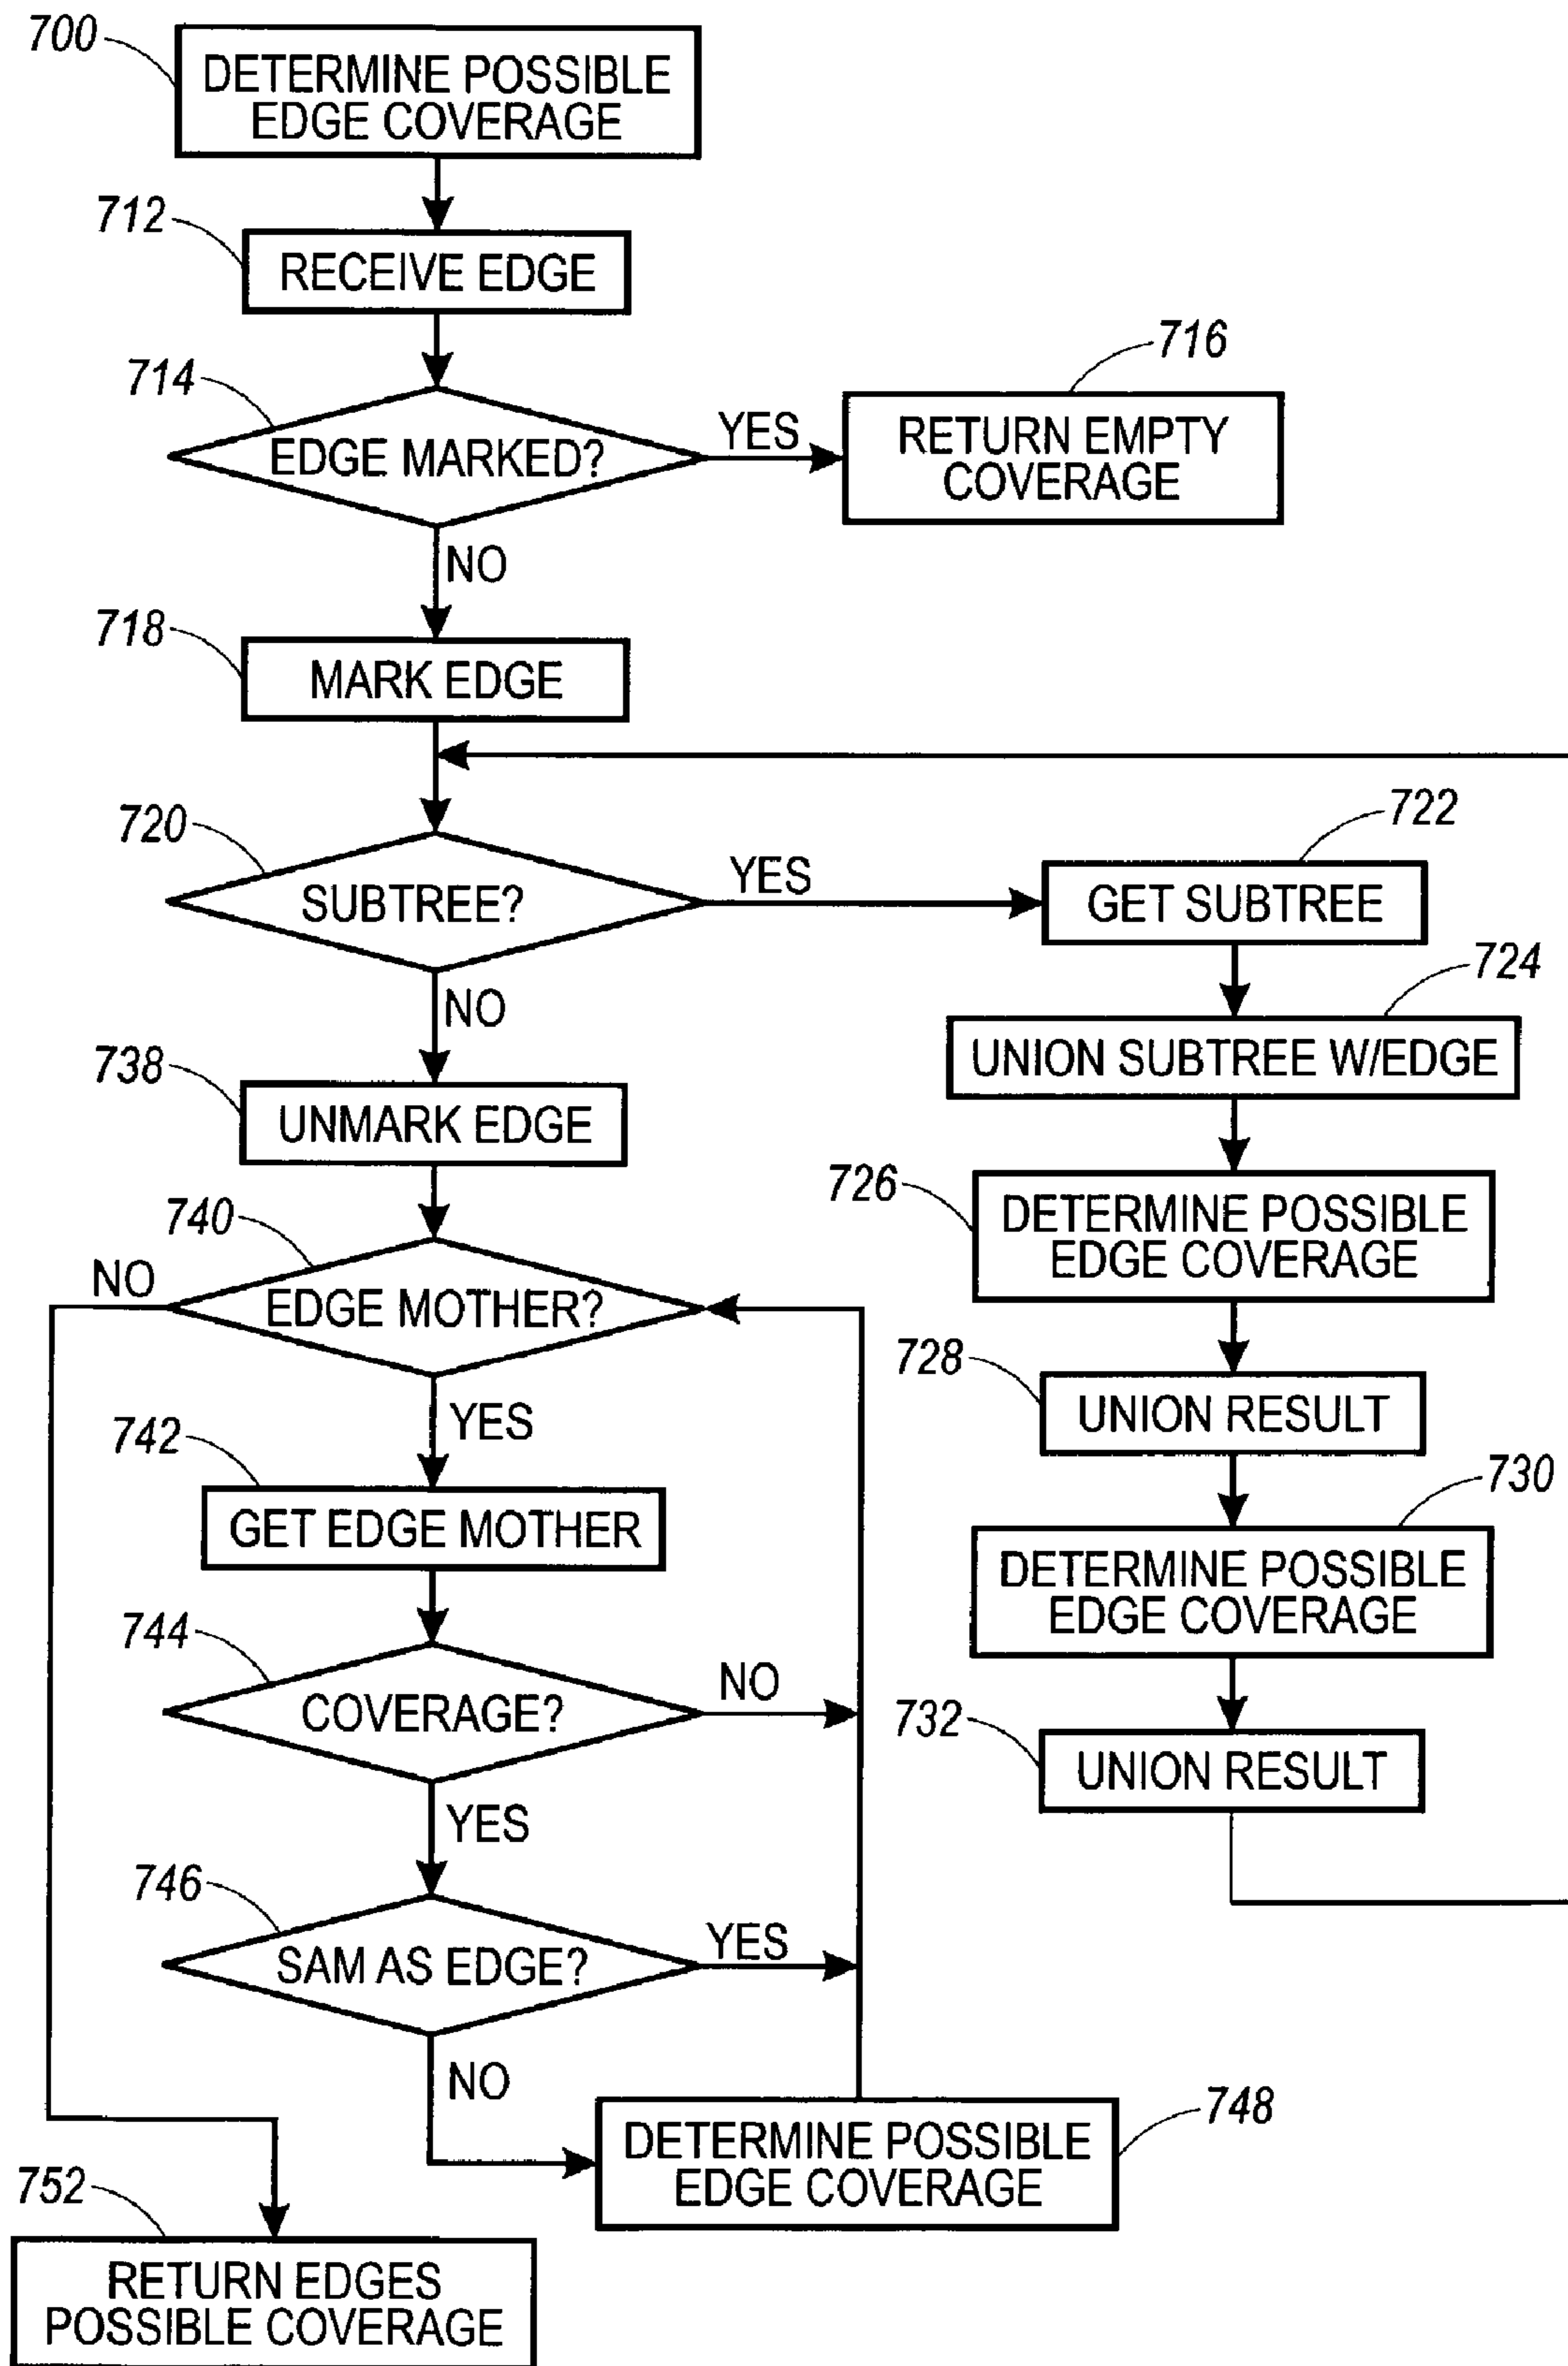 700
DETERMINE POSSIBLE
EDGE COVERAGE
712
RECEIVE EDGE
714
EDGE MARKED?
YES
716
RETURN EMPTY
COVERAGE
NO
718
MARK EDGE
720
SUBTREE?
YES
722
GET SUBTREE
724
UNION SUBTREE W/EDGE
726
DETERMINE POSSIBLE
EDGE COVERAGE
728
UNION RESULT
730
DETERMINE POSSIBLE
EDGE COVERAGE
732
UNION RESULT
NO
738
UNMARK EDGE
740
NO
EDGE MOTHER?
YES
742
GET EDGE MOTHER
744
COVERAGE?
NO
YES
746
SAM AS EDGE?
YES
NO
748
DETERMINE POSSIBLE
EDGE COVERAGE
752
RETURN EDGES
POSSIBLE COVERAGE